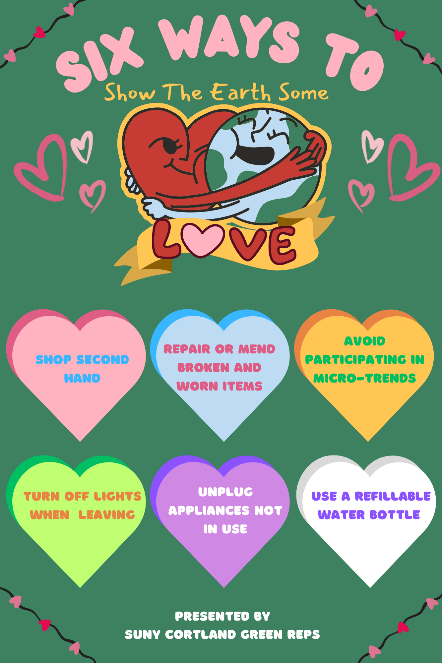 SIX WAYS TO
Show The Earth Some
LOVE
SHOP SECOND
HAND
REPAIR OR MEND
BROKEN AND
WORN ITEMS
AVOID
PARTICIPATING IN
MICRO-TRENDS
TURN OFF LIGHTS
WHEN LEAVING
UNPLUG
APPLIANCES NOT
IN USE
USE A REFILLABLE
WATER BOTTLE
PRESENTED BY
SUNY CORTLAND GREEN REPS